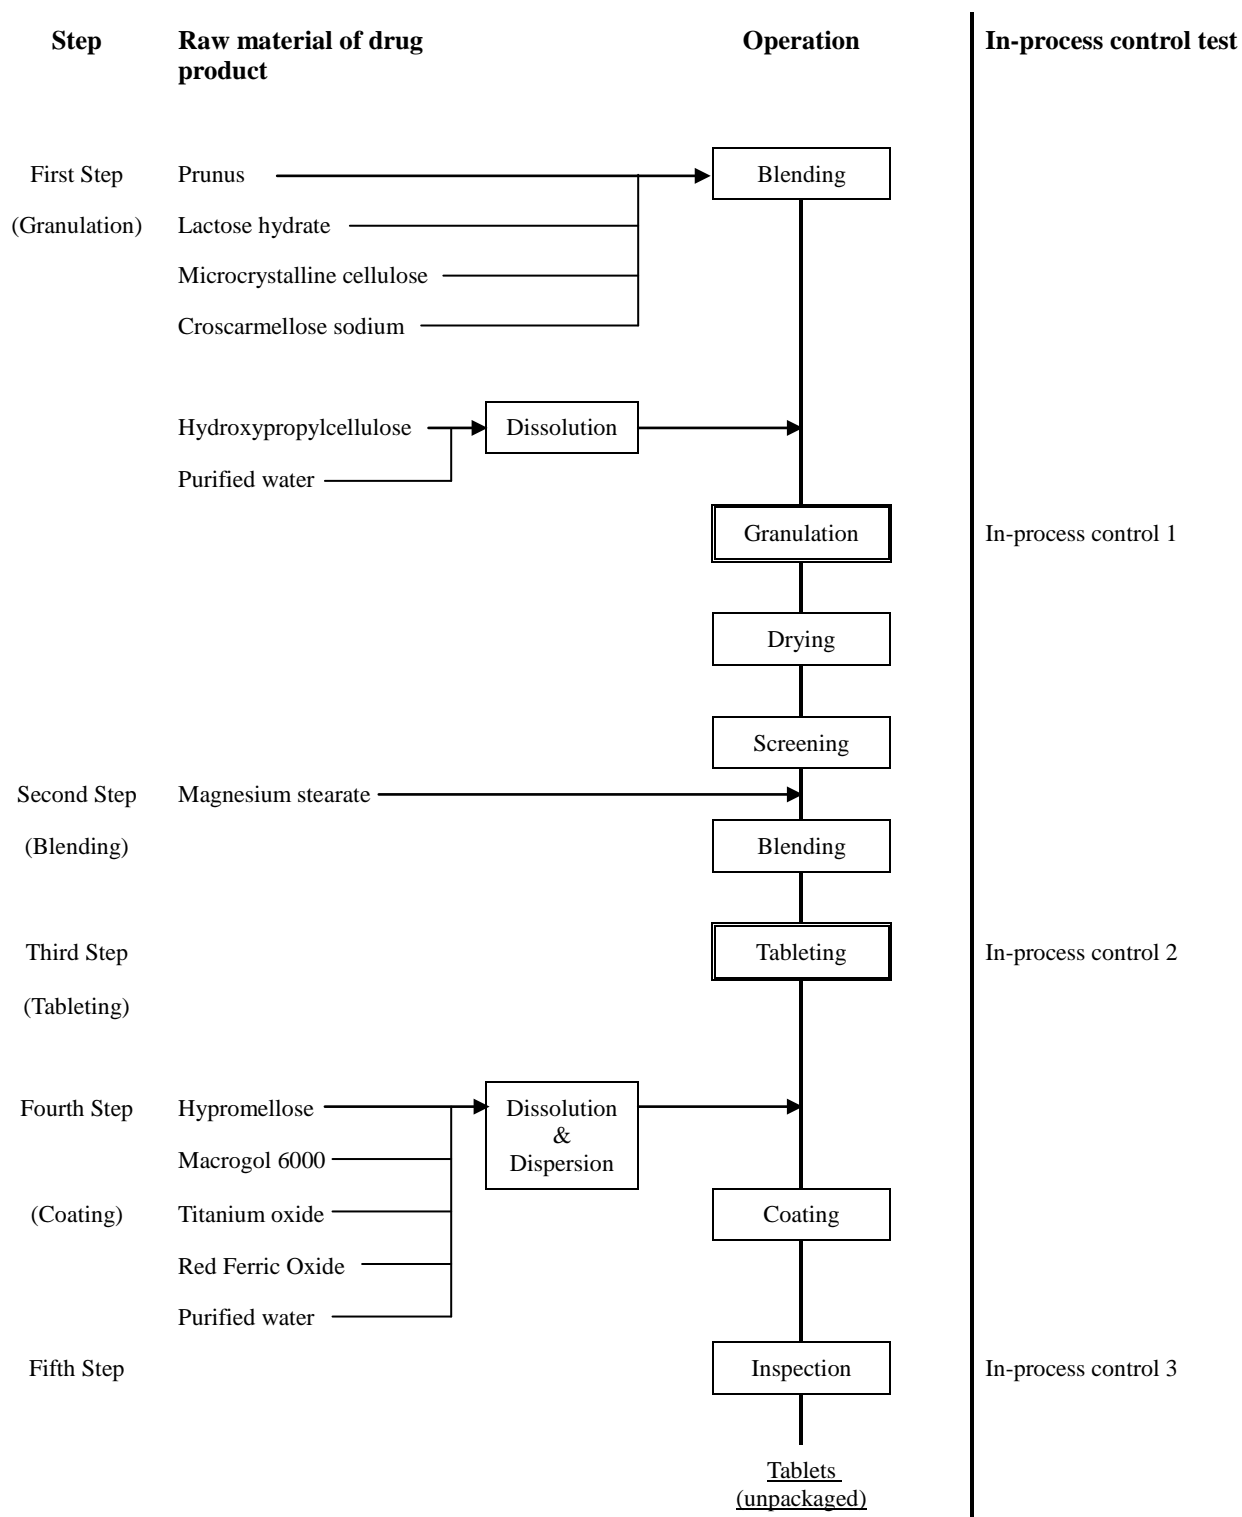 Step
Raw material of drug
product
Operation
In-process control test
First Step
Prunus
Blending
(Granulation)
Lactose hydrate
Microcrystalline cellulose
Croscarmellose sodium
Hydroxypropylcellulose
Dissolution
Purified water
Granulation
In-process control 1
Drying
Screening
Second Step
Magnesium stearate
(Blending)
Blending
Third Step
Tableting
In-process control 2
(Tableting)
Fourth Step
Hypromellose
Dissolution
&
Dispersion
Macrogol 6000
(Coating)
Titanium oxide
Coating
Red Ferric Oxide
Purified water
Fifth Step
Inspection
In-process control 3
Tablets
(unpackaged)